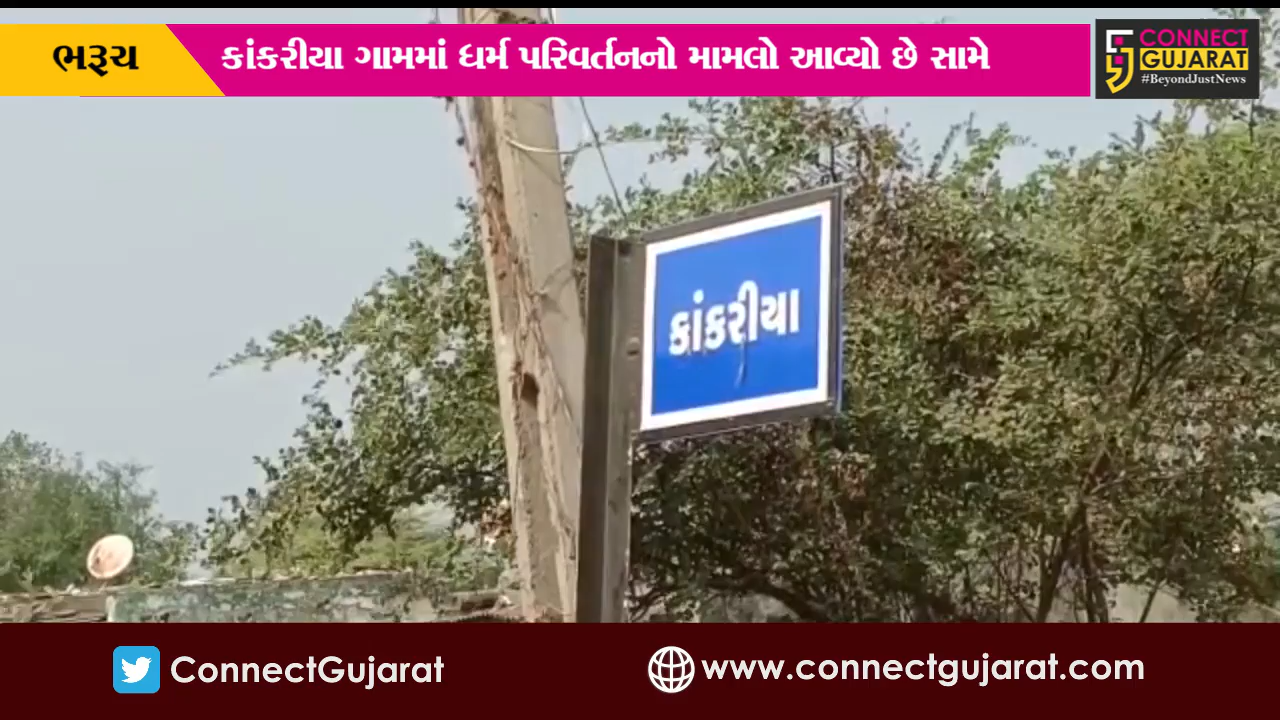 ભરૂચ
કાંકરીયા ગામમાં ધર્મ પરિવર્તનનો મામલો આવ્યો છે સામે
CONNECT
GUJARAT
#BeyondJustNews
કાંકરીયા
ConnectGujarat
www.connectgujarat.com